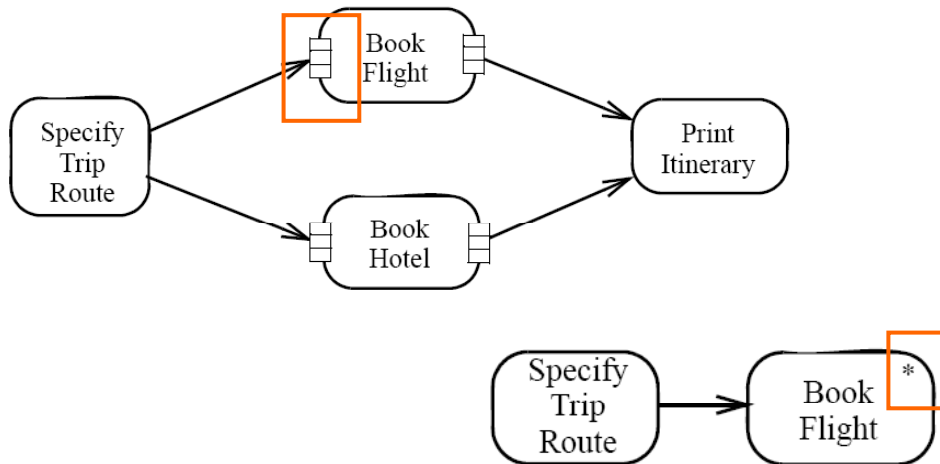 Book
Flight
Specify
Trip
Route
Print
Itinerary
Book
Hotel
Specify
Trip
Route
*
Book
Flight